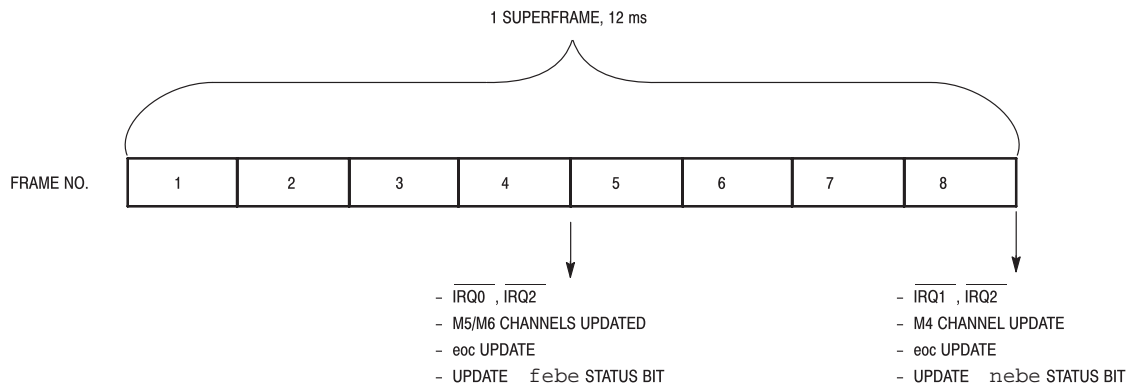 1 SUPERFRAME, 12 ms
FRAME NO. 1 2 3 4 5 6 7 8
– IRQ0 , IRQ2
– M5/M6 CHANNELS UPDATED
– eoc UPDATE
– UPDATE febe STATUS BIT
– IRQ1 , IRQ2
– M4 CHANNEL UPDATE
– eoc UPDATE
– UPDATE nebe STATUS BIT